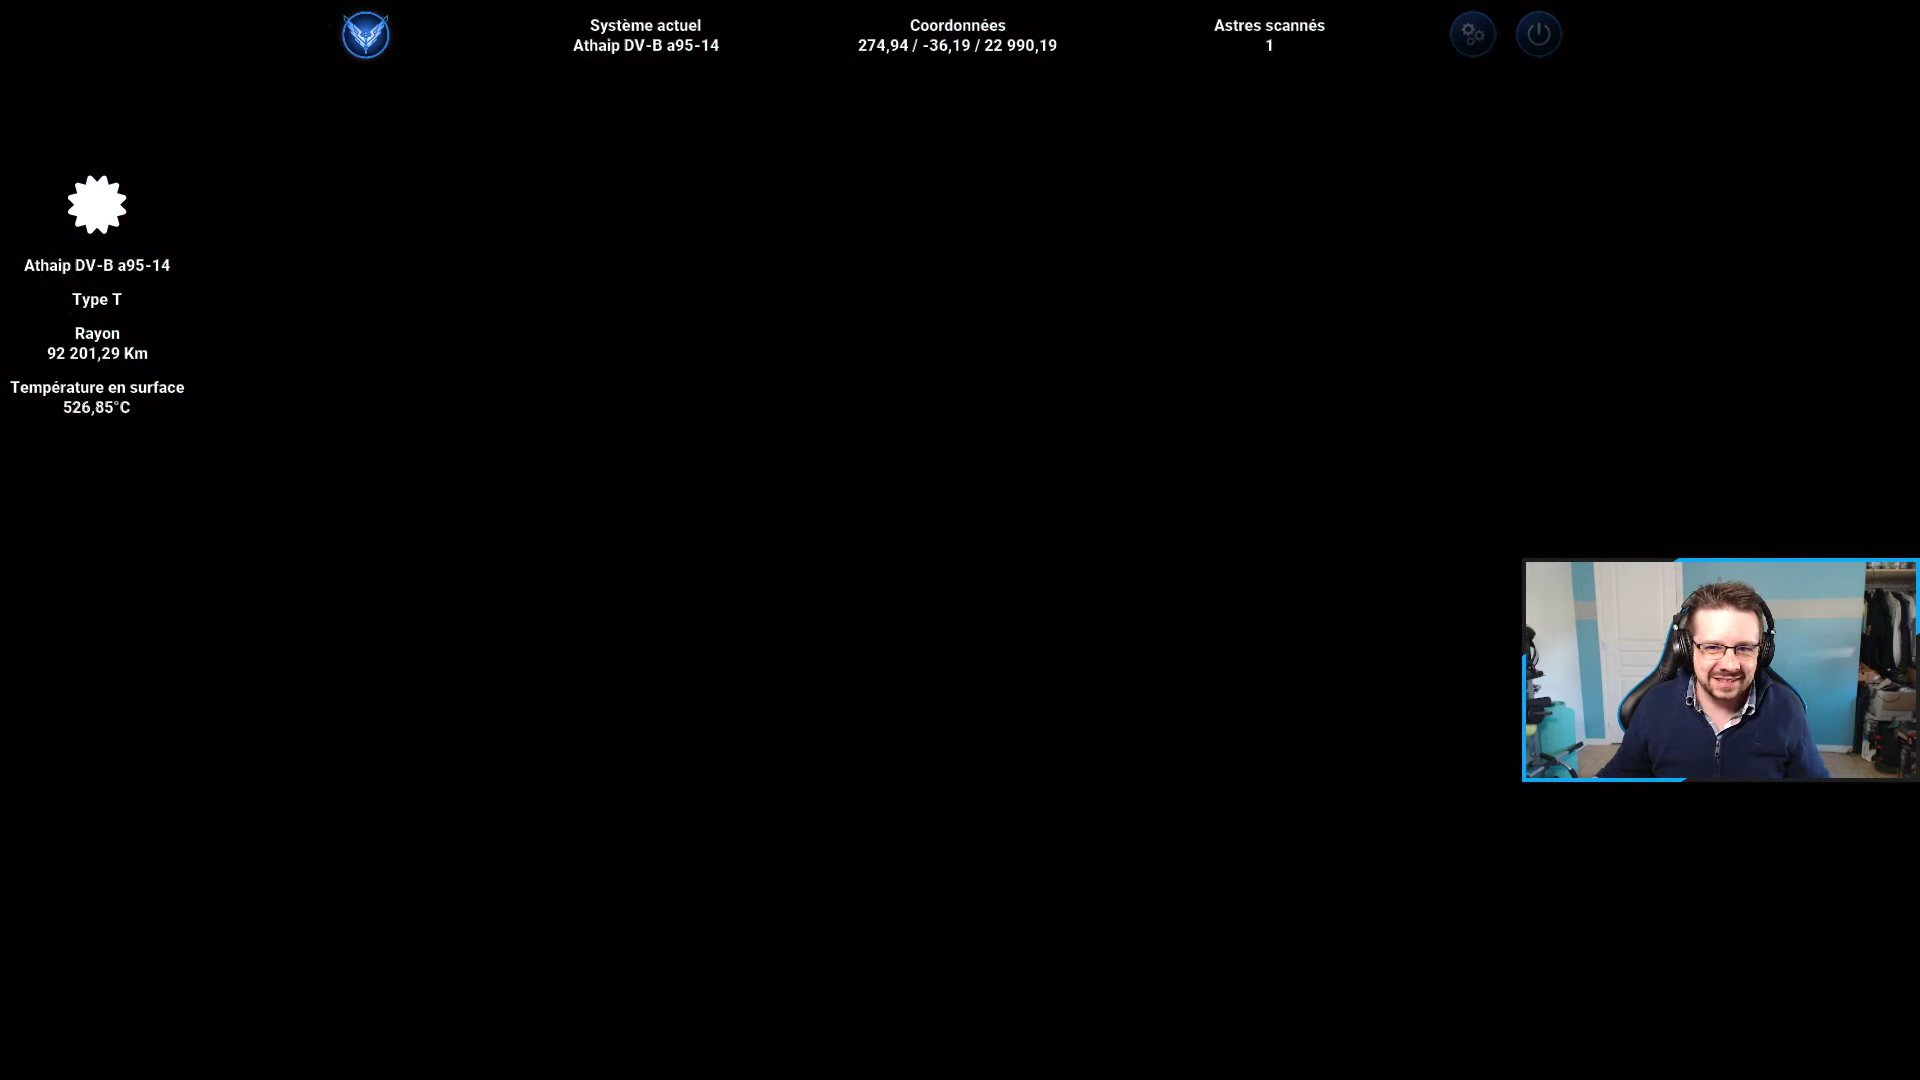 Système actuel
Athaip DV-B a95-14
Coordonnées
274,94 / -36,19 / 22 990,19
Astres scannés
1
Athaip DV-B a95-14
Type T
Rayon
92 201,29 Km
Température en surface
526,85°C